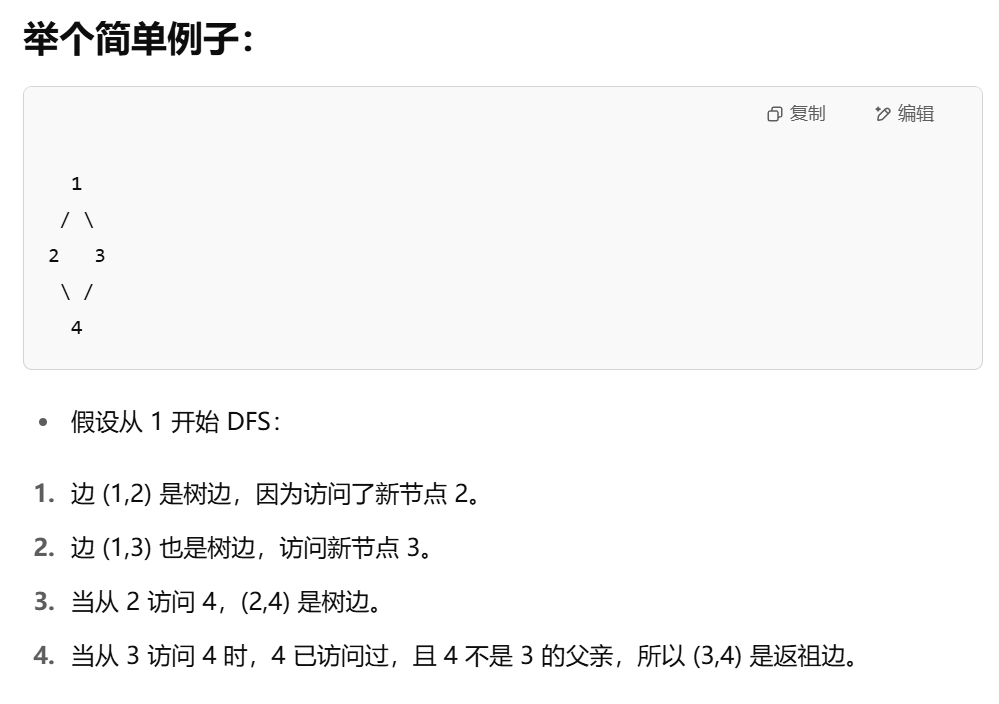 举个简单例子：
复制 编辑
1
/ \
2 3
\ /
4
• 假设从 1 开始 DFS：
1. 边 (1,2) 是树边，因为访问了新节点 2。
2. 边 (1,3) 也是树边，访问新节点 3。
3. 当从 2 访问 4，(2,4) 是树边。
4. 当从 3 访问 4 时，4 已访问过，且 4 不是 3 的父亲，所以 (3,4) 是返祖边。